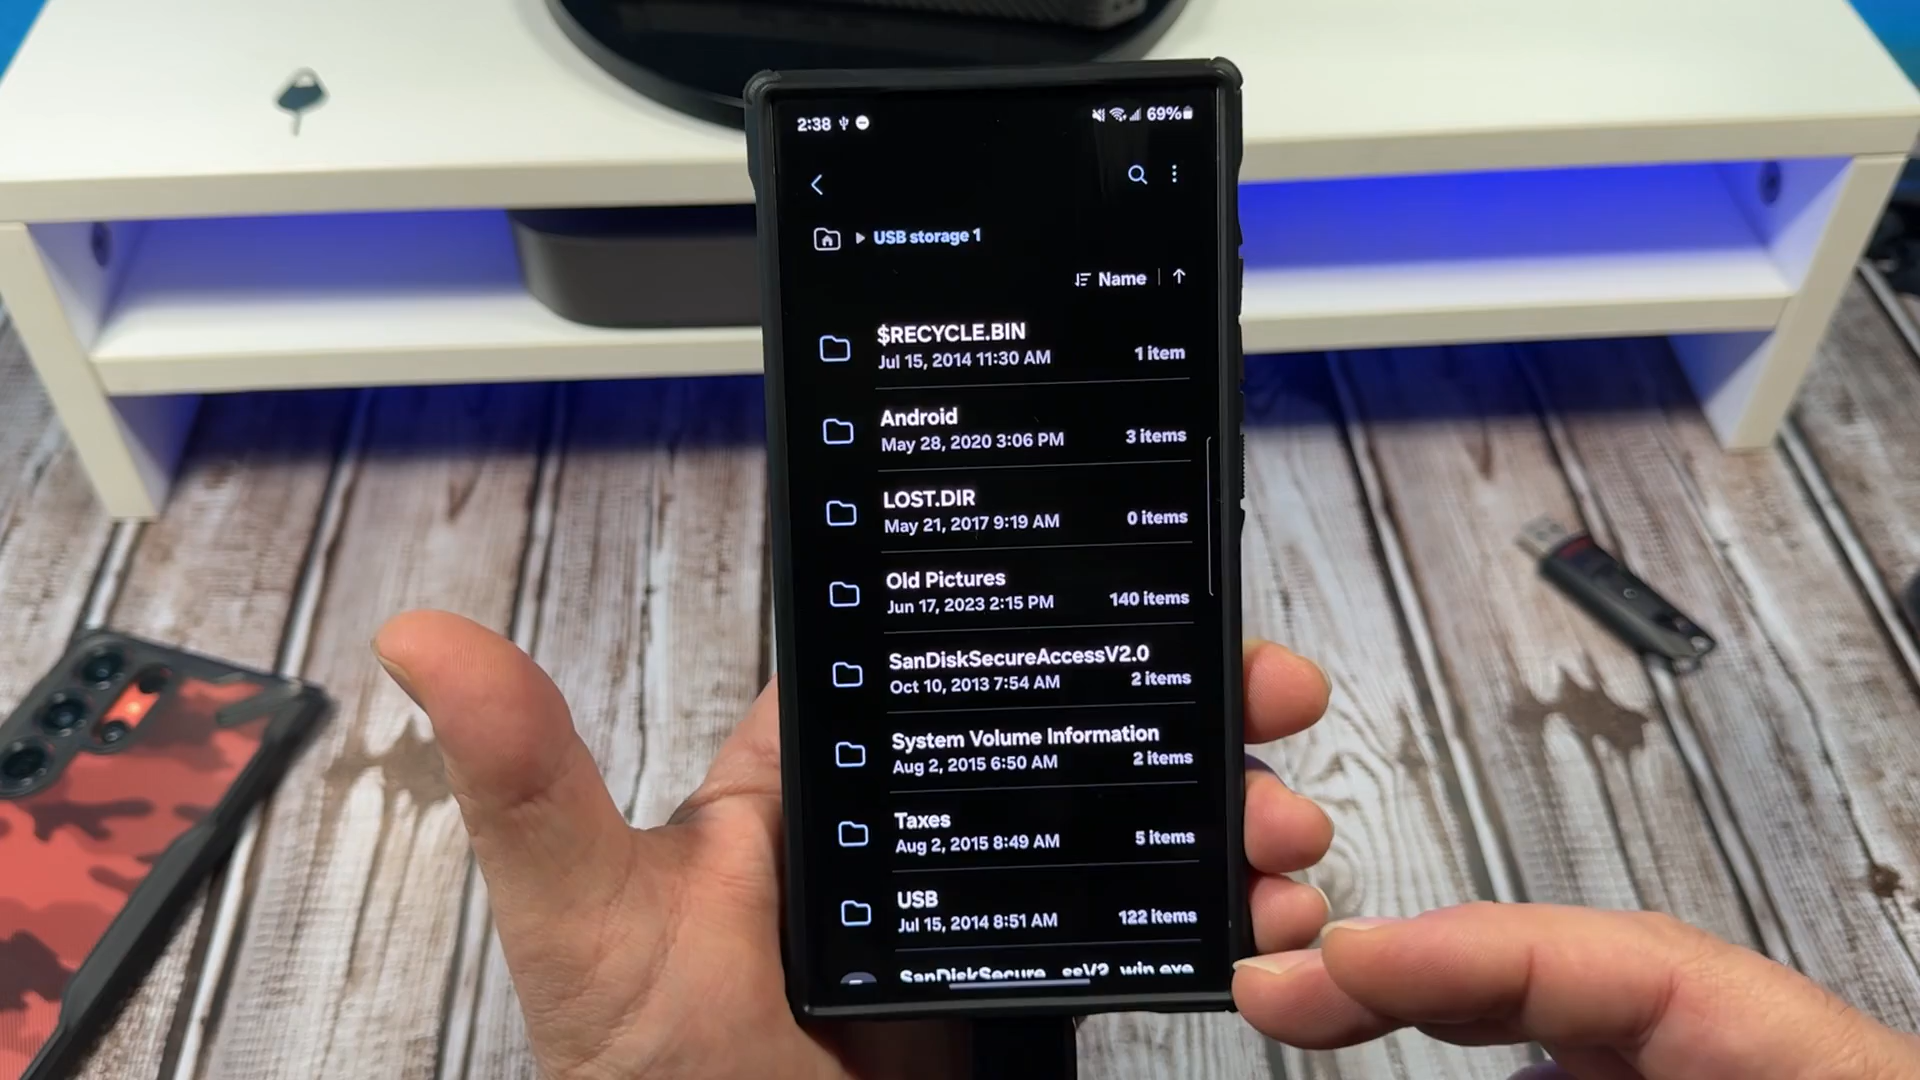 2:38
69%
USB storage 1
Name
$RECYCLE.BIN
Jul 15, 2014 11:30 AM
1 item
Android
May 28, 2020 3:06 PM
3 items
LOST.DIR
May 21, 2017 9:19 AM
0 items
Old Pictures
Jun 17, 2023 2:15 PM
140 items
SanDiskSecureAccessV2.0
Oct 10, 2013 7:54 AM
2 items
System Volume Information
Aug 2, 2015 6:50 AM
2 items
Taxes
Aug 2, 2015 8:49 AM
5 items
USB
Jul 15, 2014 8:51 AM
122 items
SanDiskSecure...ssV2_win.exe